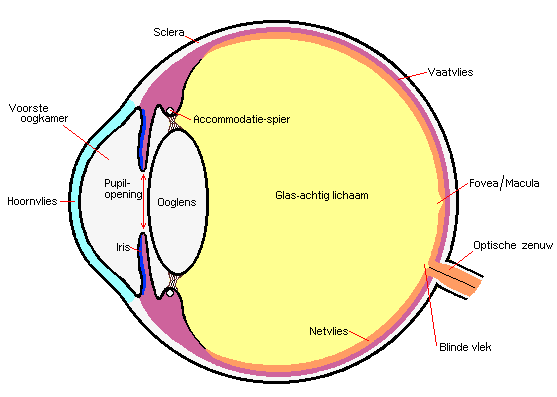 Sclera
Vaatvlies
Voorste
oogkamer
Accommodatie-spier
Pupil-
opening
Hoornvlies
Ooglens
Glas-achtig lichaam
Fovea/Macula
Iris
Optische zenuw
Netvlies
Blinde vlek